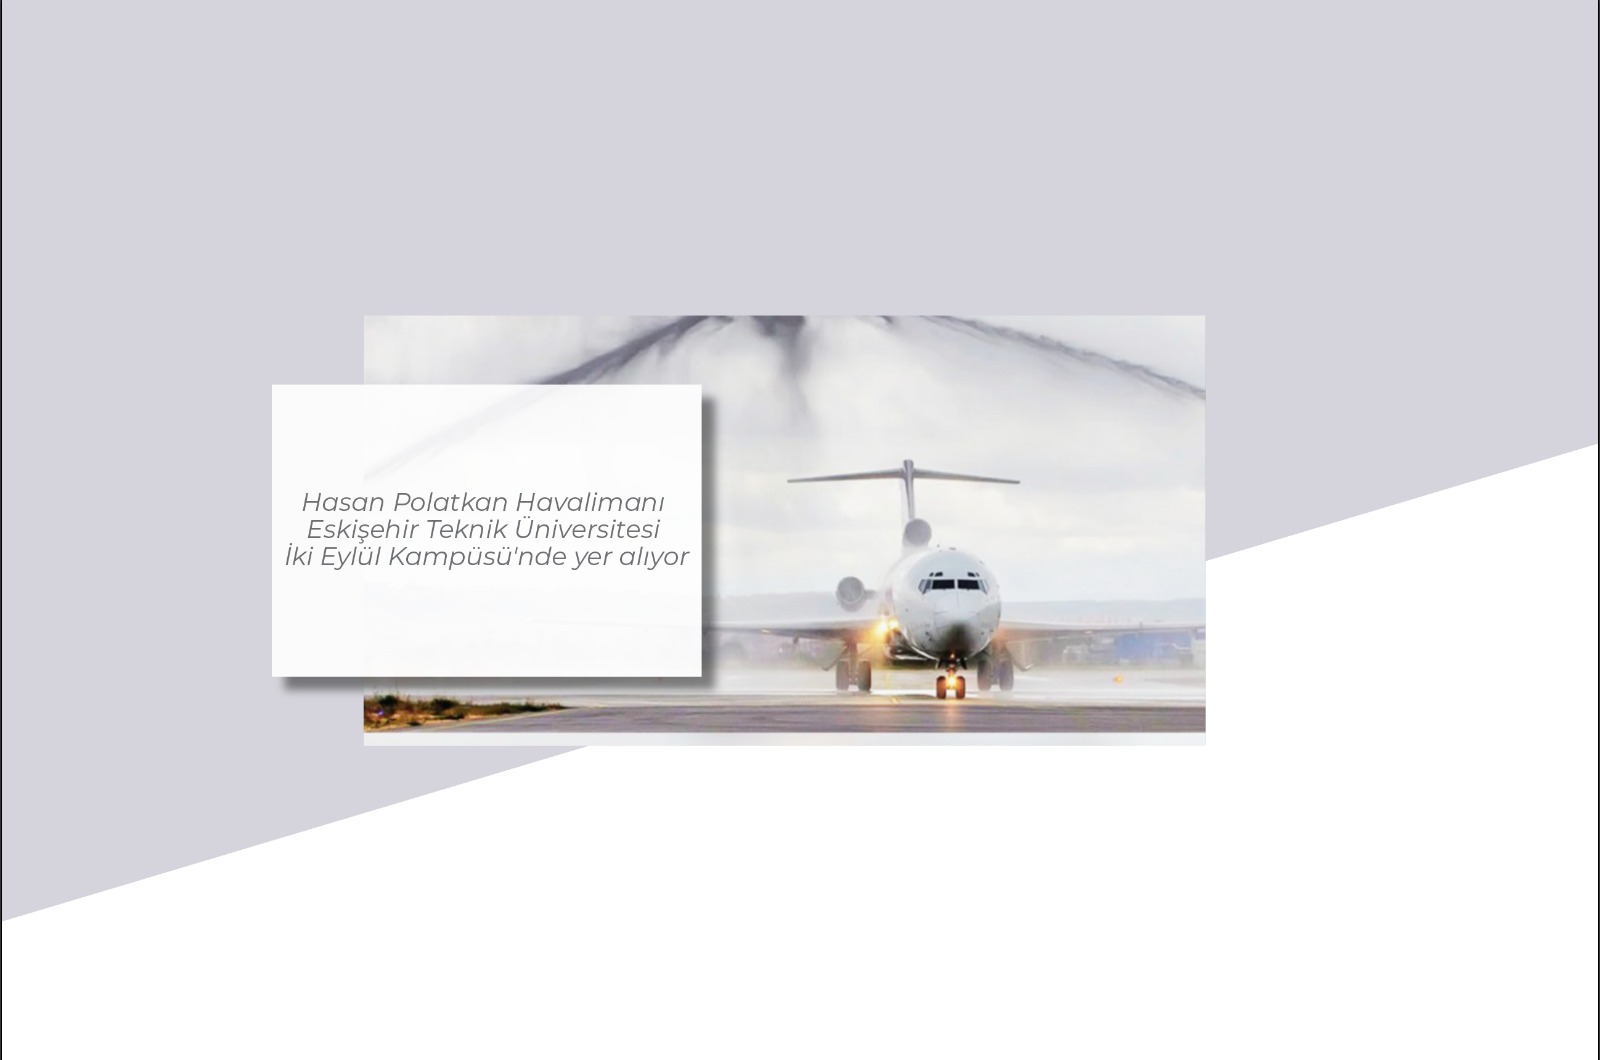 Hasan Polatkan Havalimanı
Eskişehir Teknik Üniversitesi
İki Eylül Kampüsü'nde yer alıyor